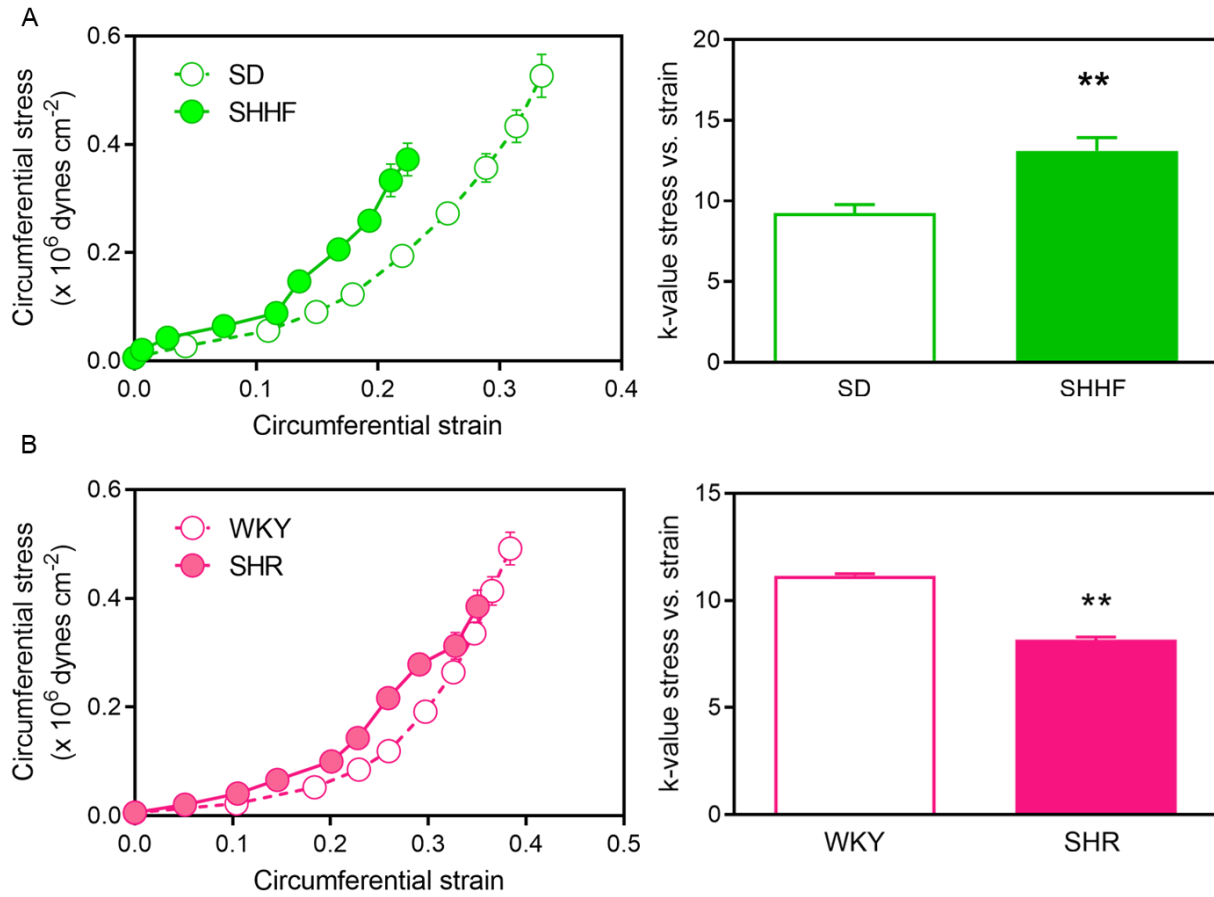 A
Circumferential stress
(x 10⁶ dynes cm⁻²)
0.6
0.4
0.2
0.0
SD
SHHF
0.0 0.1 0.2 0.3 0.4
Circumferential strain
k-value stress vs. strain
20
15
10
5
0
**
SD SHHF
B
Circumferential stress
(x 10⁶ dynes cm⁻²)
0.6
0.4
0.2
0.0
WKY
SHR
0.0 0.1 0.2 0.3 0.4 0.5
Circumferential strain
k-value stress vs. strain
15
10
5
0
**
WKY SHR